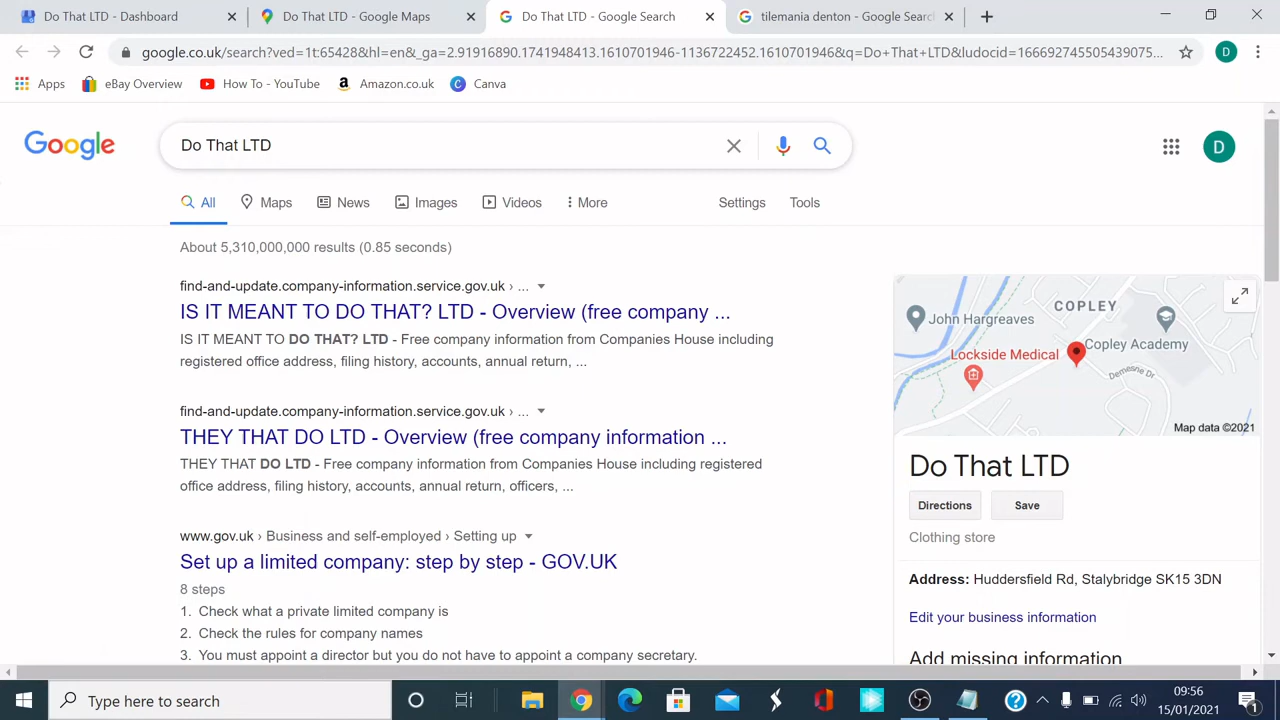 Do That LTD - Dashboard
Do That LTD - Google Maps
Do That LTD - Google Search
tilemania denton - Google Search
google.co.uk/search?ved=1t:65428&hl=en&_ga=2.91916890.1741948413.1610701946-1136722452.1610701946&q=Do+That+LTD&ludocid=166692745505439075...
D
Apps
eBay Overview
How To - YouTube
Amazon.co.uk
Canva
Google
Do That LTD
D
All
Maps
News
Images
Videos
More
Settings
Tools
About 5,310,000,000 results (0.85 seconds)
find-and-update.company-information.service.gov.uk › ...
IS IT MEANT TO DO THAT? LTD - Overview (free company ...
IS IT MEANT TO DO THAT? LTD - Free company information from Companies House including
registered office address, filing history, accounts, annual return, ...
find-and-update.company-information.service.gov.uk › ...
THEY THAT DO LTD - Overview (free company information ...
THEY THAT DO LTD - Free company information from Companies House including registered
office address, filing history, accounts, annual return, officers, ...
www.gov.uk › Business and self-employed › Setting up
Set up a limited company: step by step - GOV.UK
8 steps
1. Check what a private limited company is
2. Check the rules for company names
3. You must appoint a director but you do not have to appoint a company secretary.
COPLEY
John Hargreaves
Copley Academy
Lockside Medical
Demesne Dr
Map data ©2021
Do That LTD
Directions
Save
Clothing store
Address: Huddersfield Rd, Stalybridge SK15 3DN
Edit your business information
Add missing information
Type here to search
09:56
15/01/2021
1